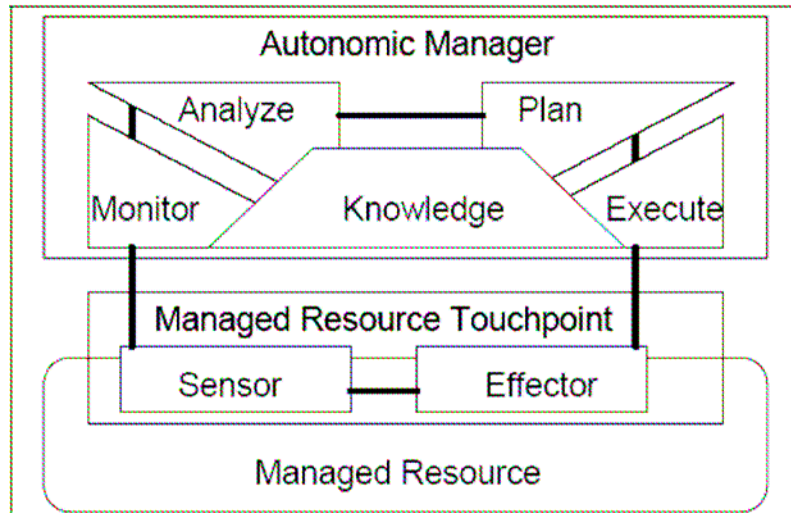 Autonomic Manager
Analyze
Plan
Monitor
Knowledge
Execute
Managed Resource Touchpoint
Sensor
Effector
Managed Resource